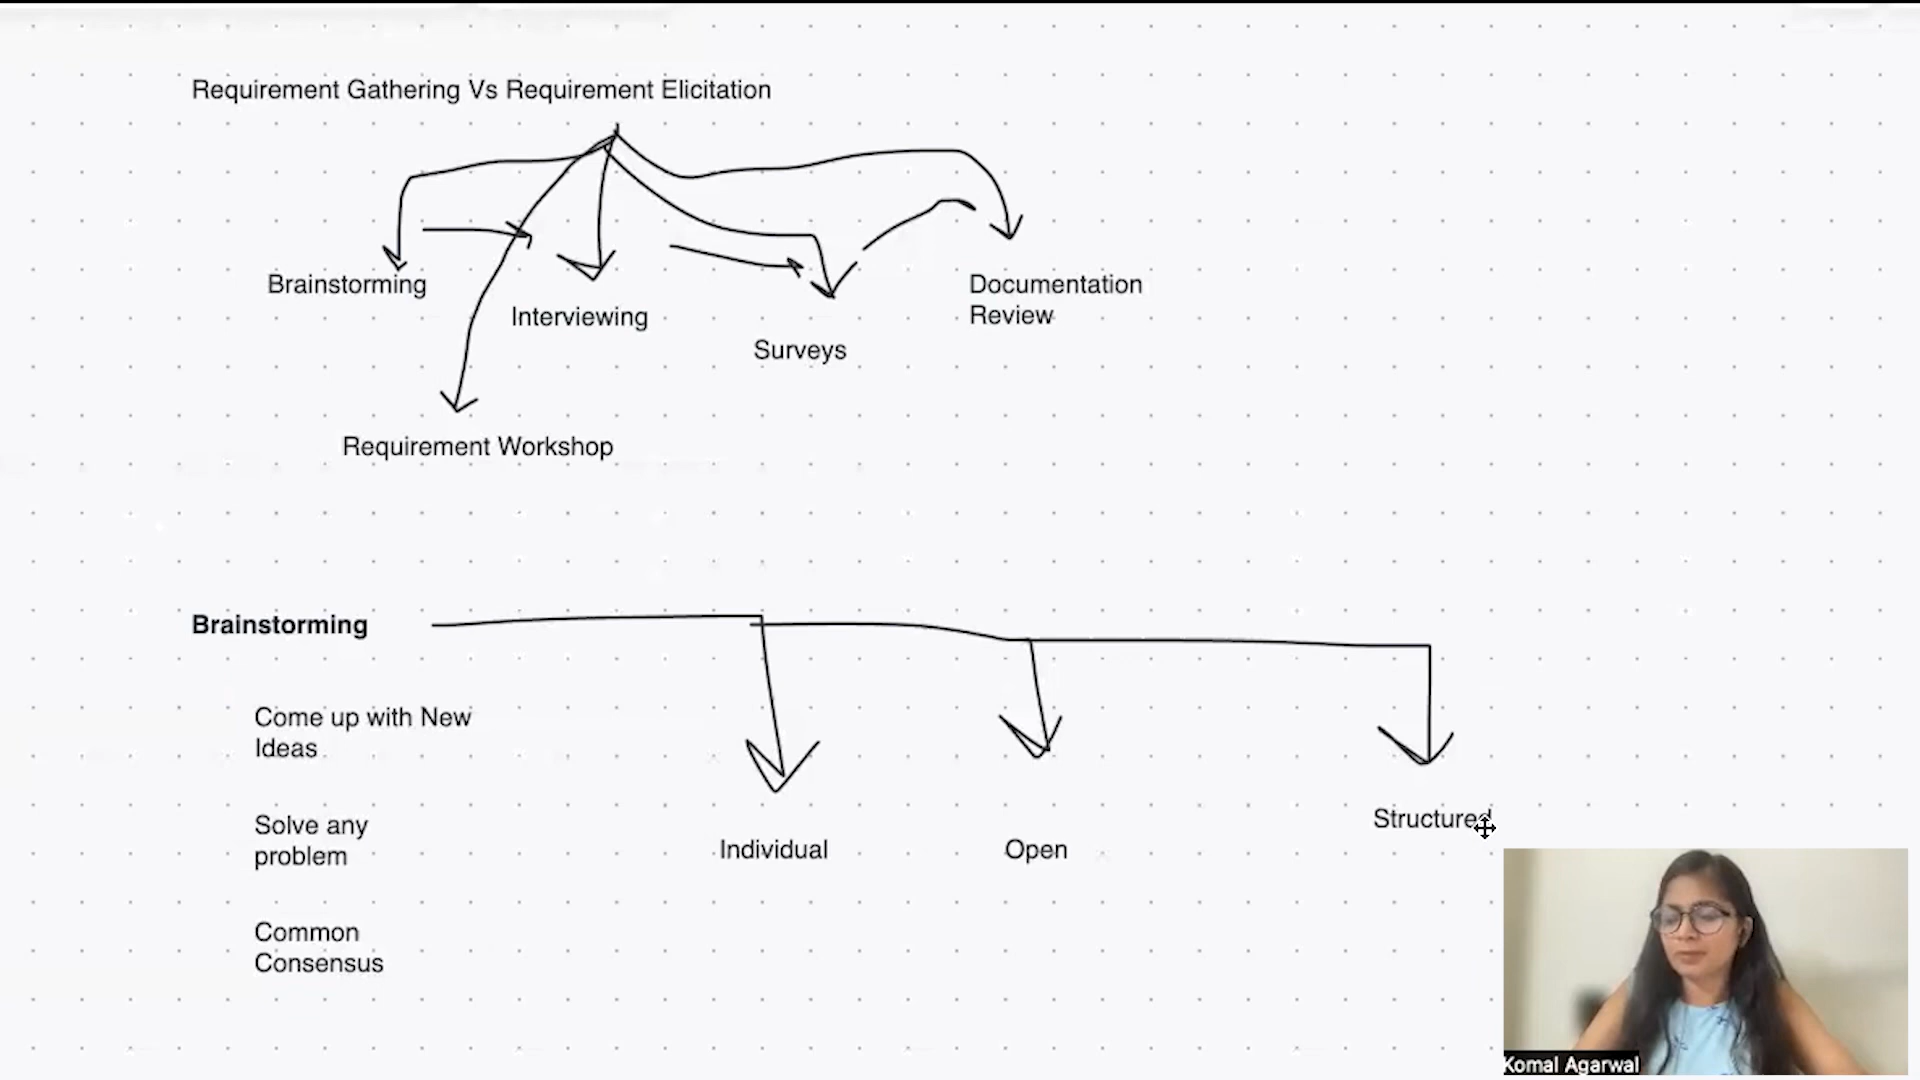 Requirement Gathering Vs Requirement Elicitation
Brainstorming
Interviewing
Surveys
Documentation
Review
Requirement Workshop
Brainstorming
Come up with New
Ideas
Solve any
problem
Common
Consensus
Individual
Open
Structured
Komal Agarwal